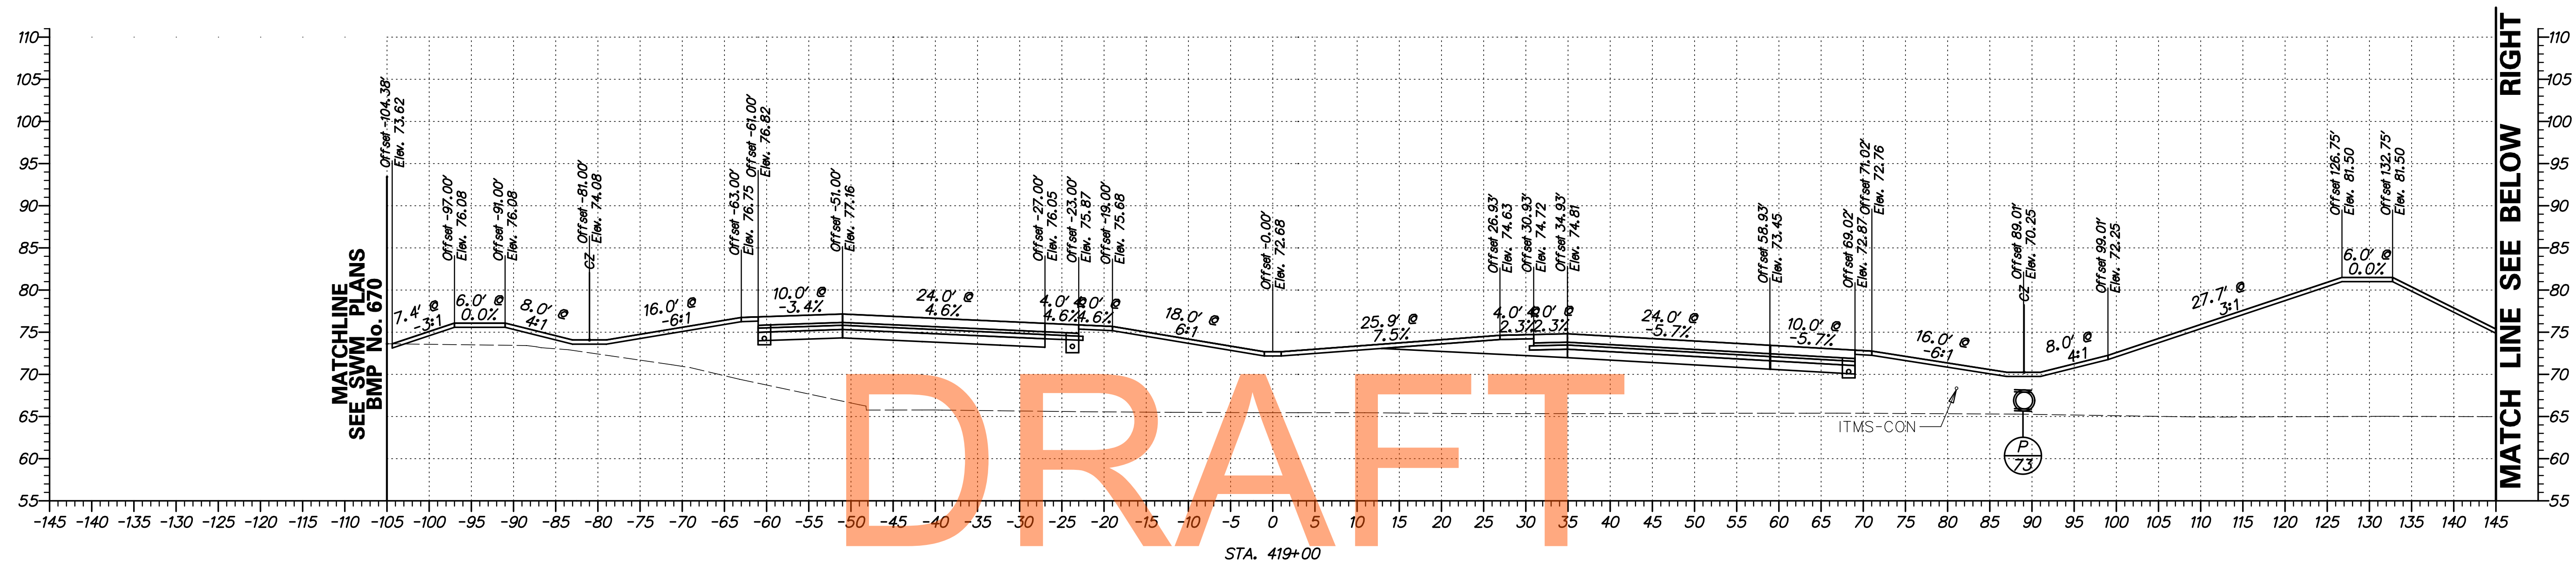 110
105
100
95
90
85
80
75
70
65
60
55
MATCHLINE
SEE SWM PLANS
BMP No. 670
Offset -104.38'
Elev. 73.62
Offset -97.00'
Elev. 76.08
Offset -91.00'
Elev. 76.08
Offset -81.00'
Elev. 74.08
CZ
Offset -63.00'
Elev. 76.75
Offset -61.00'
Elev. 76.82
Offset -51.00'
Elev. 77.16
Offset -27.00'
Elev. 76.05
Offset -23.00'
Elev. 75.87
Offset -19.00'
Elev. 75.68
Offset -0.00'
Elev. 72.68
Offset 26.93'
Elev. 74.63
Offset 30.93'
Elev. 74.72
Offset 34.93'
Elev. 74.81
Offset 58.93'
Elev. 73.45
Offset 69.02'
Elev. 72.87
Offset 71.02'
Elev. 72.76
Offset 89.01'
Elev. 70.25
CZ
Offset 99.01'
Elev. 72.25
Offset 126.75'
Elev. 81.50
Offset 132.75'
Elev. 81.50
7.4' @
-3:1
6.0' @
0.0%
8.0' @
4:1
16.0' @
-6:1
10.0' @
-3.4%
24.0' @
4.6%
4.0' @
4.6%
4.0' @
4.6%
18.0' @
6:1
25.9' @
7.5%
4.0' @
2.3%
4.0' @
2.3%
24.0' @
-5.7%
10.0' @
-5.7%
16.0' @
-6:1
8.0' @
4:1
27.7' @
3:1
6.0' @
0.0%
ITMS-CON
P
73
MATCH LINE SEE BELOW RIGHT
110
105
100
95
90
85
80
75
70
65
60
55
-145 -140 -135 -130 -125 -120 -115 -110 -105 -100 -95 -90 -85 -80 -75 -70 -65 -60 -55 -50 -45 -40 -35 -30 -25 -20 -15 -10 -5 0 5 10 15 20 25 30 35 40 45 50 55 60 65 70 75 80 85 90 95 100 105 110 115 120 125 130 135 140 145
STA. 419+00
DRAFT